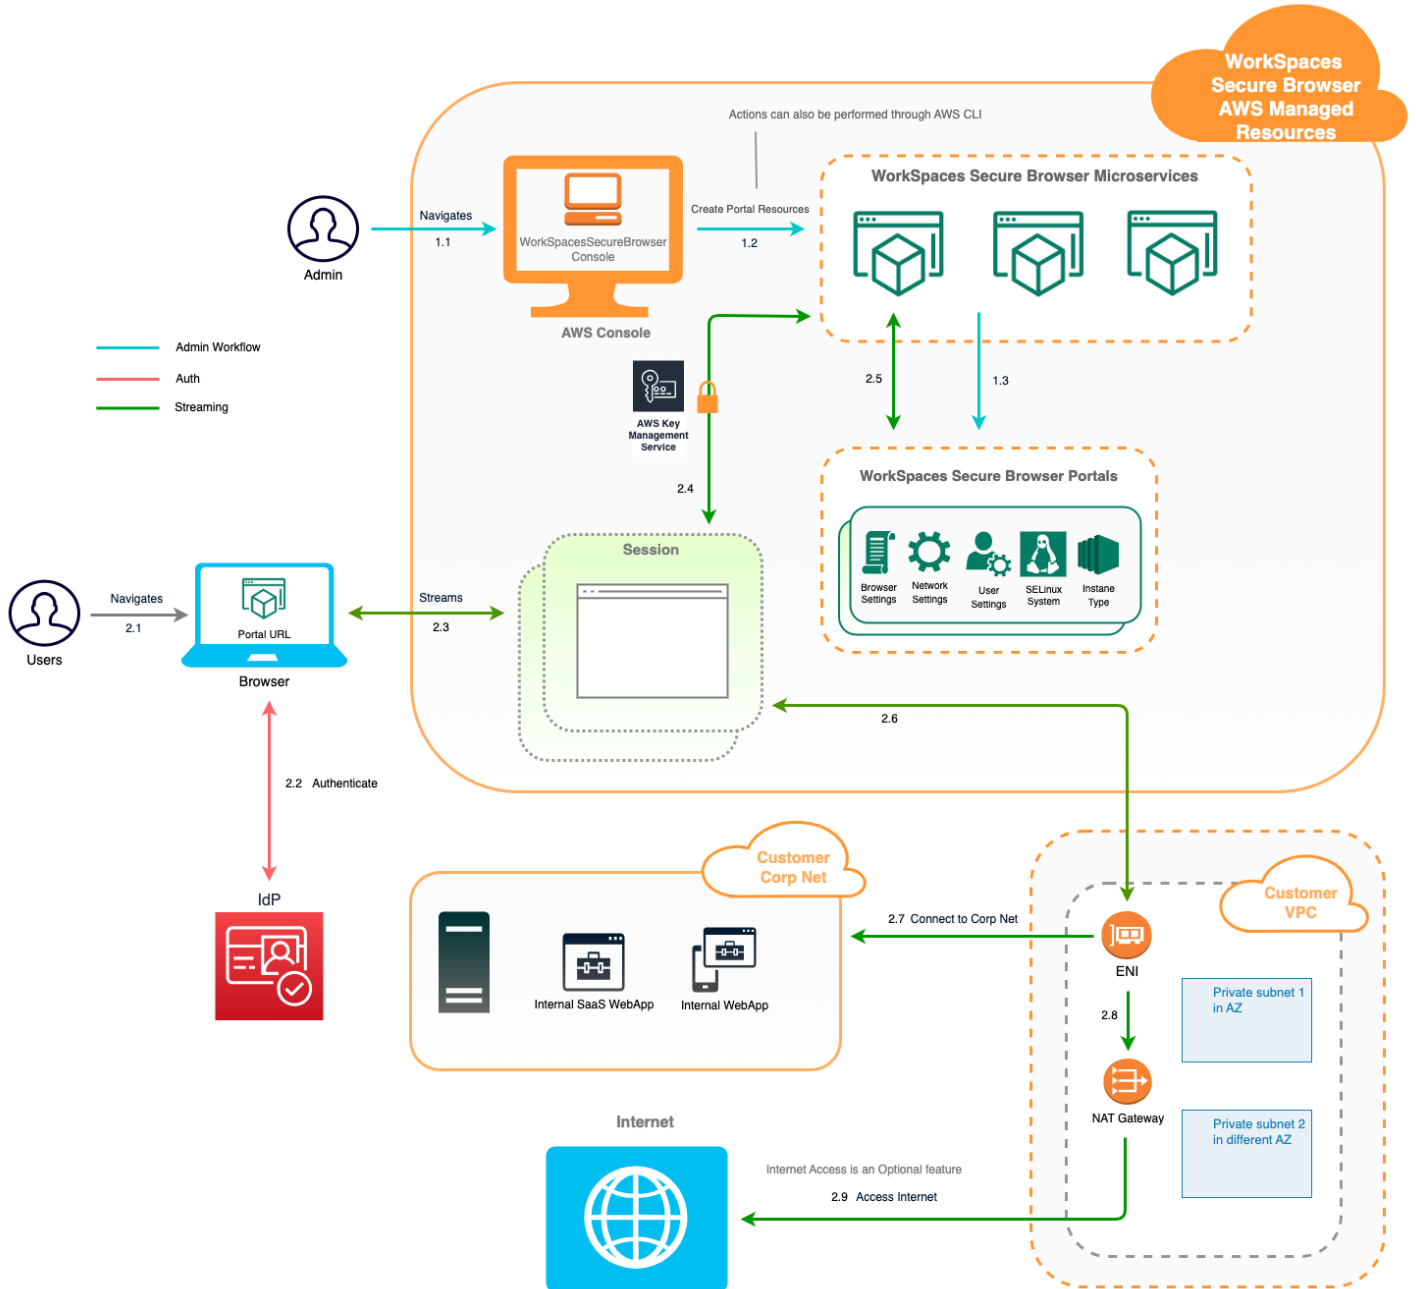 WorkSpaces
Secure Browser
AWS Managed
Resources
Actions can also be performed through AWS CLI
WorkSpaces Secure Browser Microservices
Navigates
1.1
Admin
WorkSpacesSecureBrowser
Console
AWS Console
Create Portal Resources
1.2
Admin Workflow
Auth
Streaming
AWS Key
Management
Service
2.4
2.5
1.3
WorkSpaces Secure Browser Portals
Browser
Settings
Network
Settings
User
Settings
SELinux
System
Instane
Type
Session
Navigates
2.1
Users
Portal URL
Browser
Streams
2.3
2.6
2.2 Authenticate
IdP
Customer
Corp Net
Internal SaaS WebApp
Internal WebApp
2.7 Connect to Corp Net
Customer
VPC
ENI
2.8
Private subnet 1
in AZ
NAT Gateway
Private subnet 2
in different AZ
Internet
Internet Access is an Optional feature
2.9 Access Internet